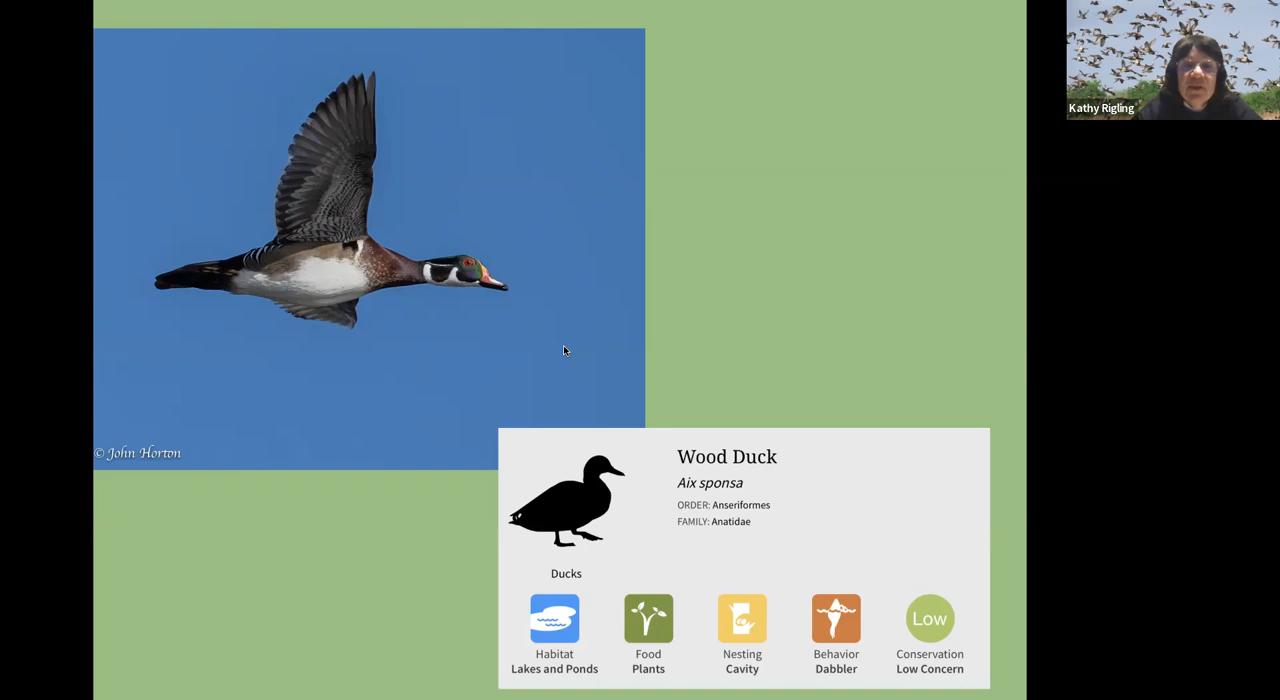 Kathy Rigling
© John Horton
Wood Duck
Aix sponsa
ORDER: Anseriformes
FAMILY: Anatidae
Ducks
Low
Habitat
Lakes and Ponds
Food
Plants
Nesting
Cavity
Behavior
Dabbler
Conservation
Low Concern